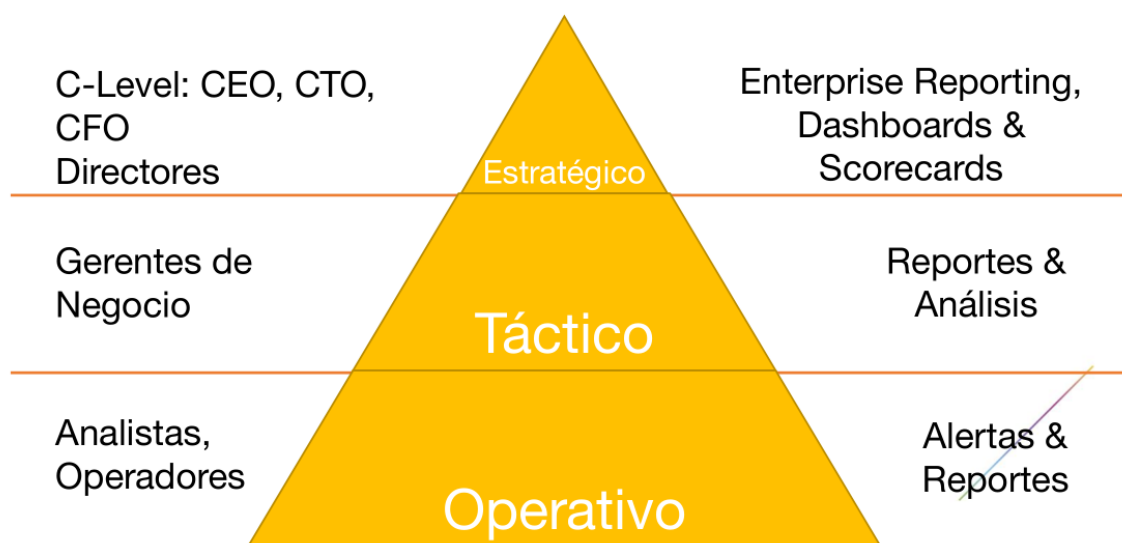 C-Level: CEO, CTO,
CFO
Directores
Estratégico
Enterprise Reporting,
Dashboards &
Scorecards
Gerentes de
Negocio
Táctico
Reportes &
Análisis
Analistas,
Operadores
Operativo
Alertas &
Reportes